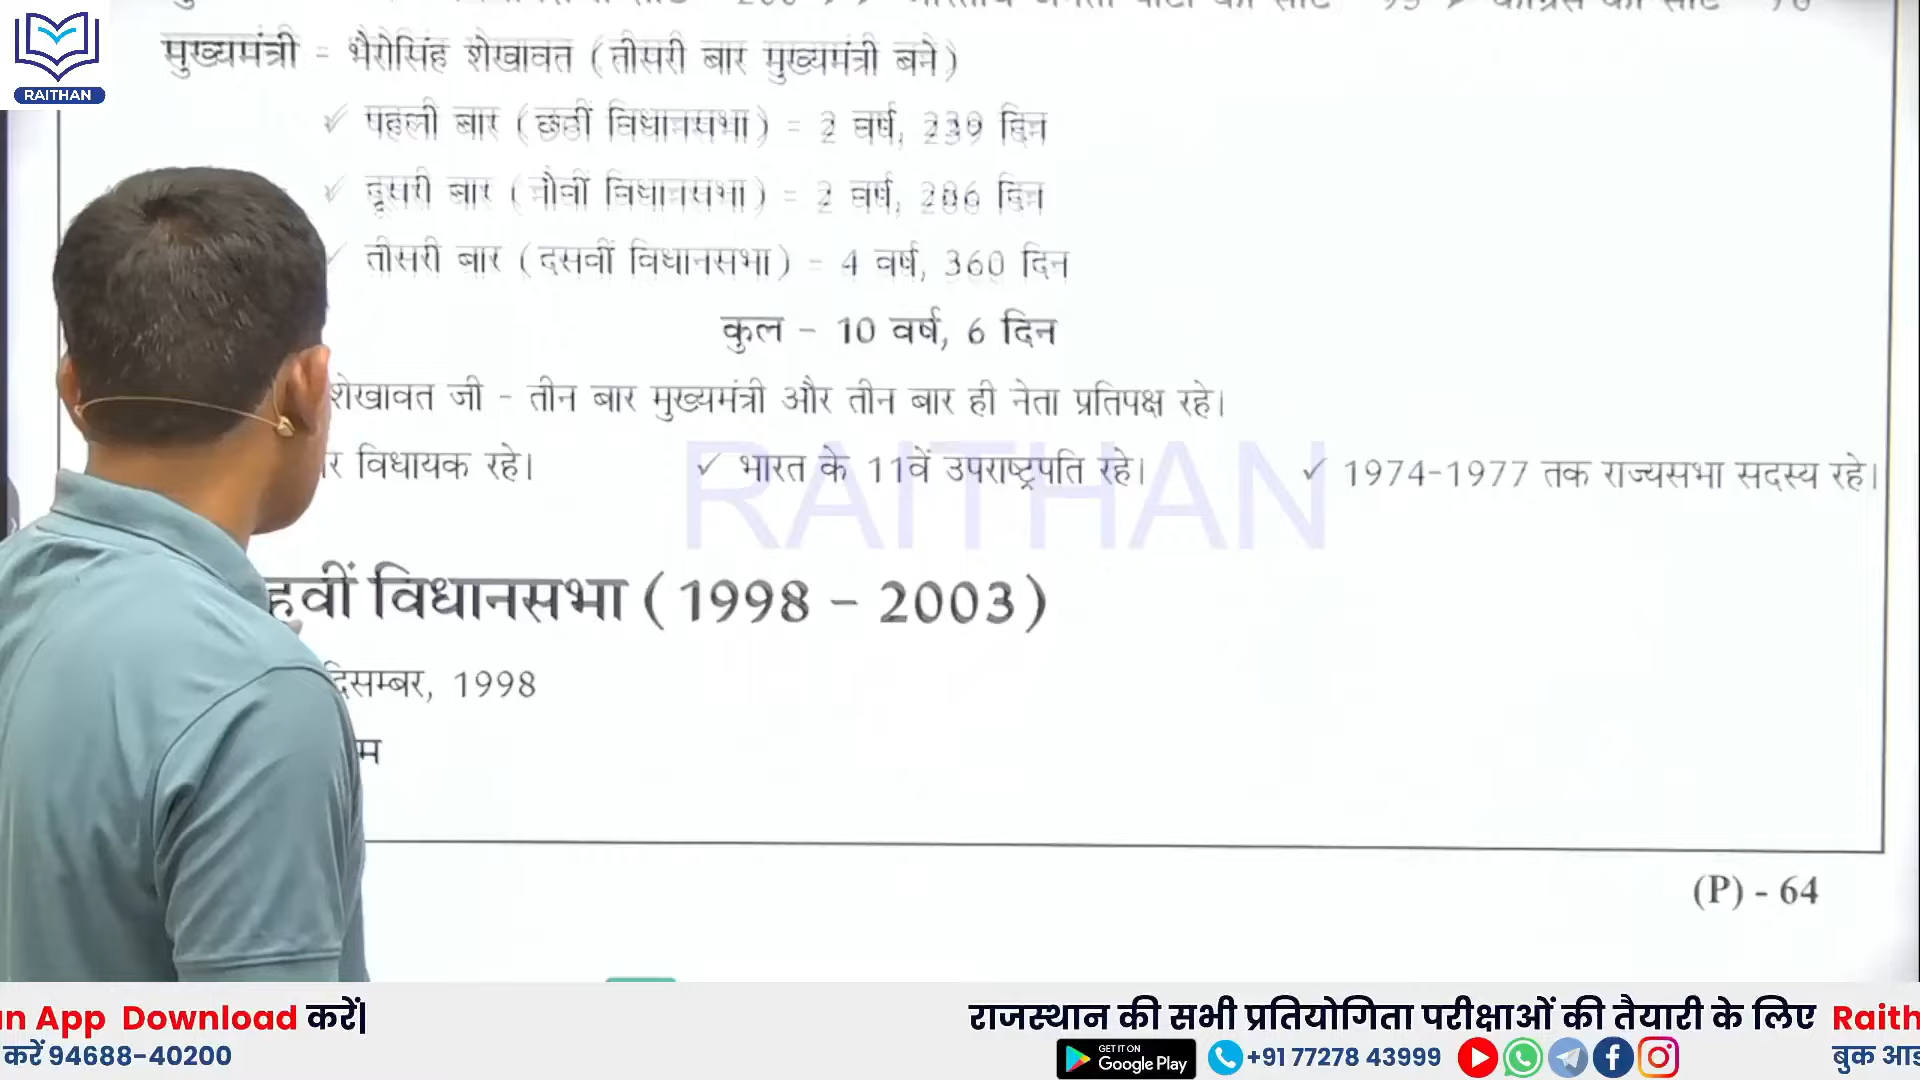 RAITHAN
मुख्यमंत्री = भैरोसिंह शेखावत (तीसरी बार मुख्यमंत्री बने)
✓ पहली बार (छठीं विधानसभा) = 2 वर्ष, 239 दिन
✓ दूसरी बार (नौवीं विधानसभा) = 2 वर्ष, 286 दिन
✓ तीसरी बार (दसवीं विधानसभा) = 4 वर्ष, 360 दिन
कुल - 10 वर्ष, 6 दिन
शेखावत जी - तीन बार मुख्यमंत्री और तीन बार ही नेता प्रतिपक्ष रहे।
विधायक रहे। ✓ भारत के 11वें उपराष्ट्रपति रहे। ✓ 1974-1977 तक राज्यसभा सदस्य रहे।
RAITHAN
हवीं विधानसभा (1998 - 2003)
दिसम्बर, 1998
(P) - 64
App Download करें| राजस्थान की सभी प्रतियोगिता परीक्षाओं की तैयारी के लिए Raith
करें 94688-40200 GET IT ON Google Play +91 77278 43999 बुक